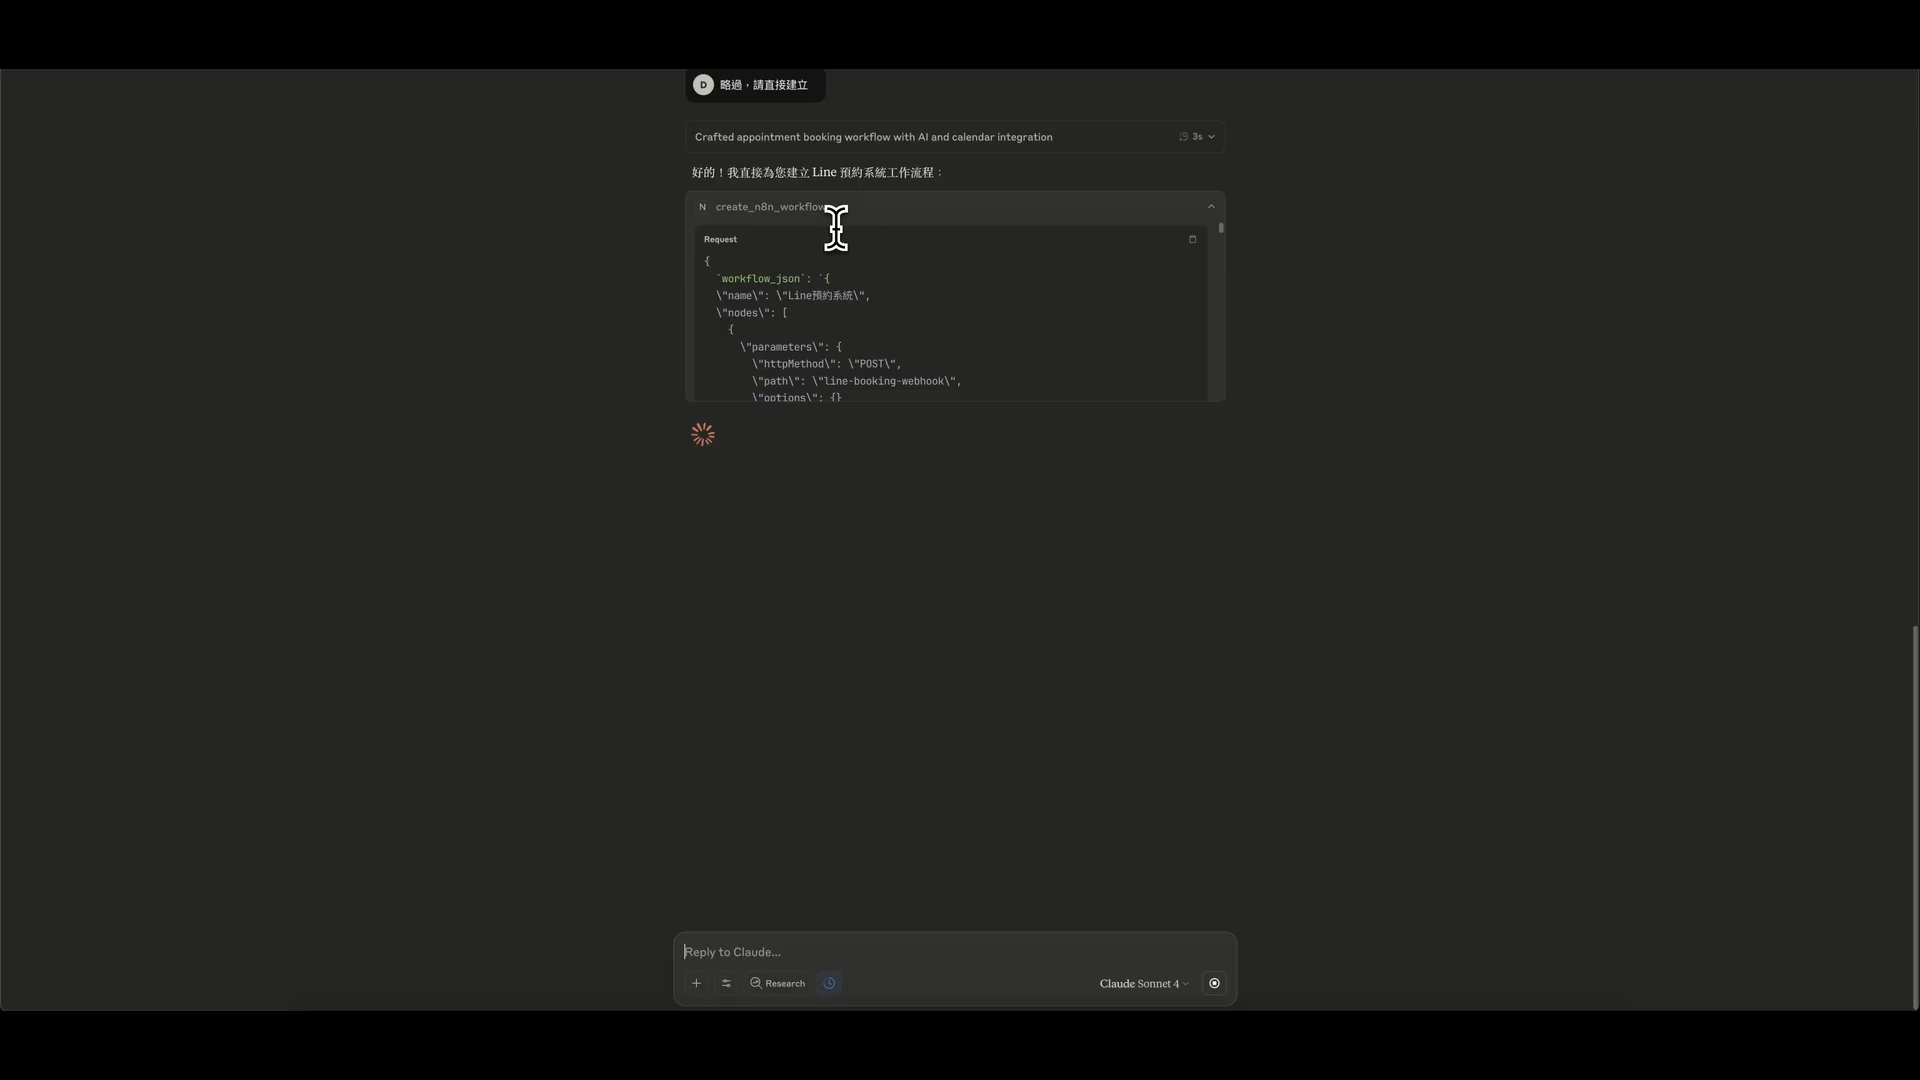 D 略過，請直接建立
Crafted appointment booking workflow with AI and calendar integration 3s
好的！我直接為您建立 Line 預約系統工作流程：
N create_n8n_workflow
Request
{
`workflow_json`: `{
\"name\": \"Line預約系統\",
\"nodes\": [
{
\"parameters\": {
\"httpMethod\": \"POST\",
\"path\": \"line-booking-webhook\",
\"options\": {}
Reply to Claude...
Research
Claude Sonnet 4